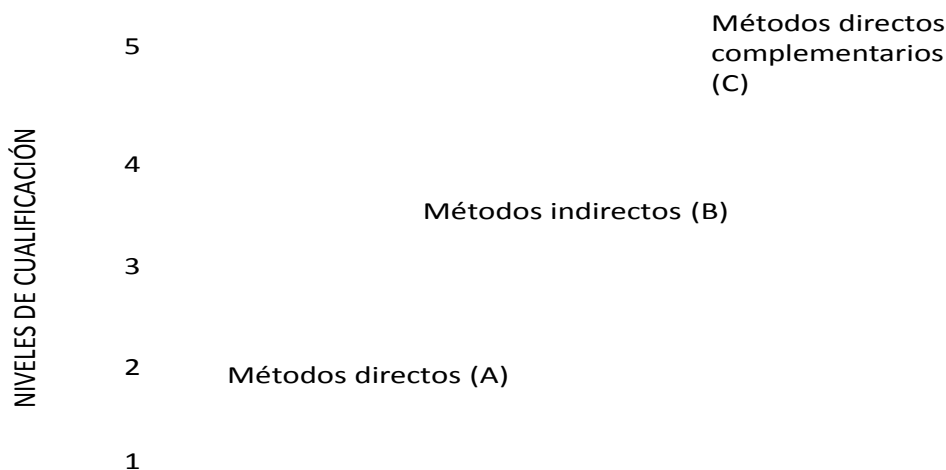 5
Métodos directos
complementarios
(C)
4
Métodos indirectos (B)
3
2
Métodos directos (A)
1
NIVELES DE CUALIFICACIÓN